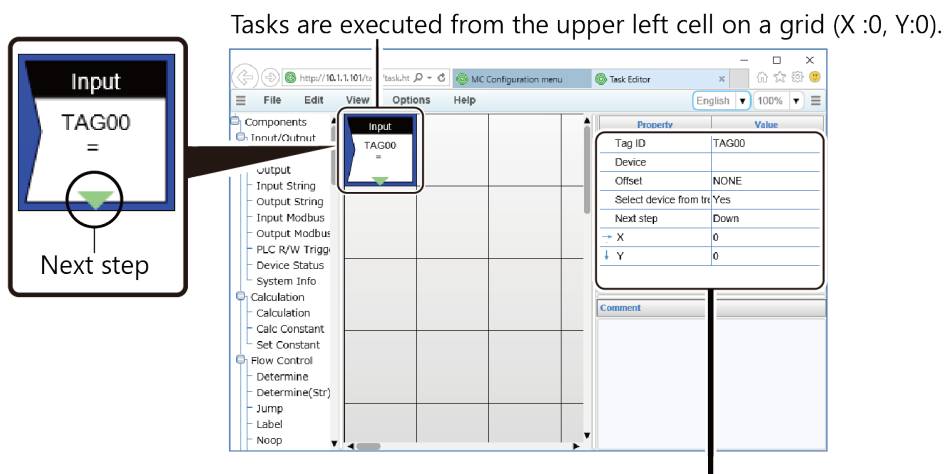 Tasks are executed from the upper left cell on a grid (X :0, Y:0).
Input
TAG00
=
Next step
http://10.1.1.101/ta
task.ht
MC Configuration menu
Task Editor
File Edit View Options Help
English
100%
Components
Input/Output
Output
Input String
Output String
Input Modbus
Output Modbus
PLC R/W Trigg
Device Status
System Info
Calculation
Calculation
Calc Constant
Set Constant
Flow Control
Determine
Determine(Str)
Jump
Label
Noop
Input
TAG00
=
Property Value
Tag ID TAG00
Device
Offset NONE
Select device from tre Yes
Next step Down
X 0
Y 0
Comment